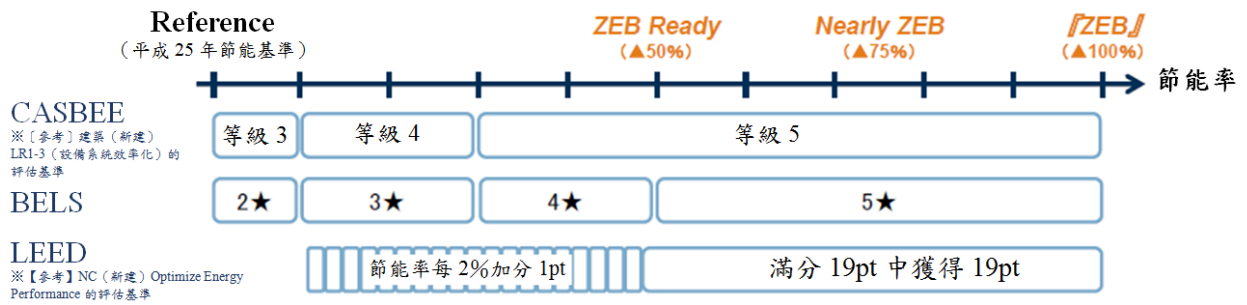 Reference
（平成 25 年節能基準）
ZEB Ready
（▲50%）
Nearly ZEB
（▲75%）
『ZEB』
（▲100%）
節能率
CASBEE
※〔參考〕建築（新建）
LR1-3（設備系統效率化）的
評估基準
等級 3
等級 4
等級 5
BELS
2★
3★
4★
5★
LEED
※【參考】NC（新建）Optimize Energy
Performance 的評估基準
節能率每 2%加分 1pt
滿分 19pt 中獲得 19pt